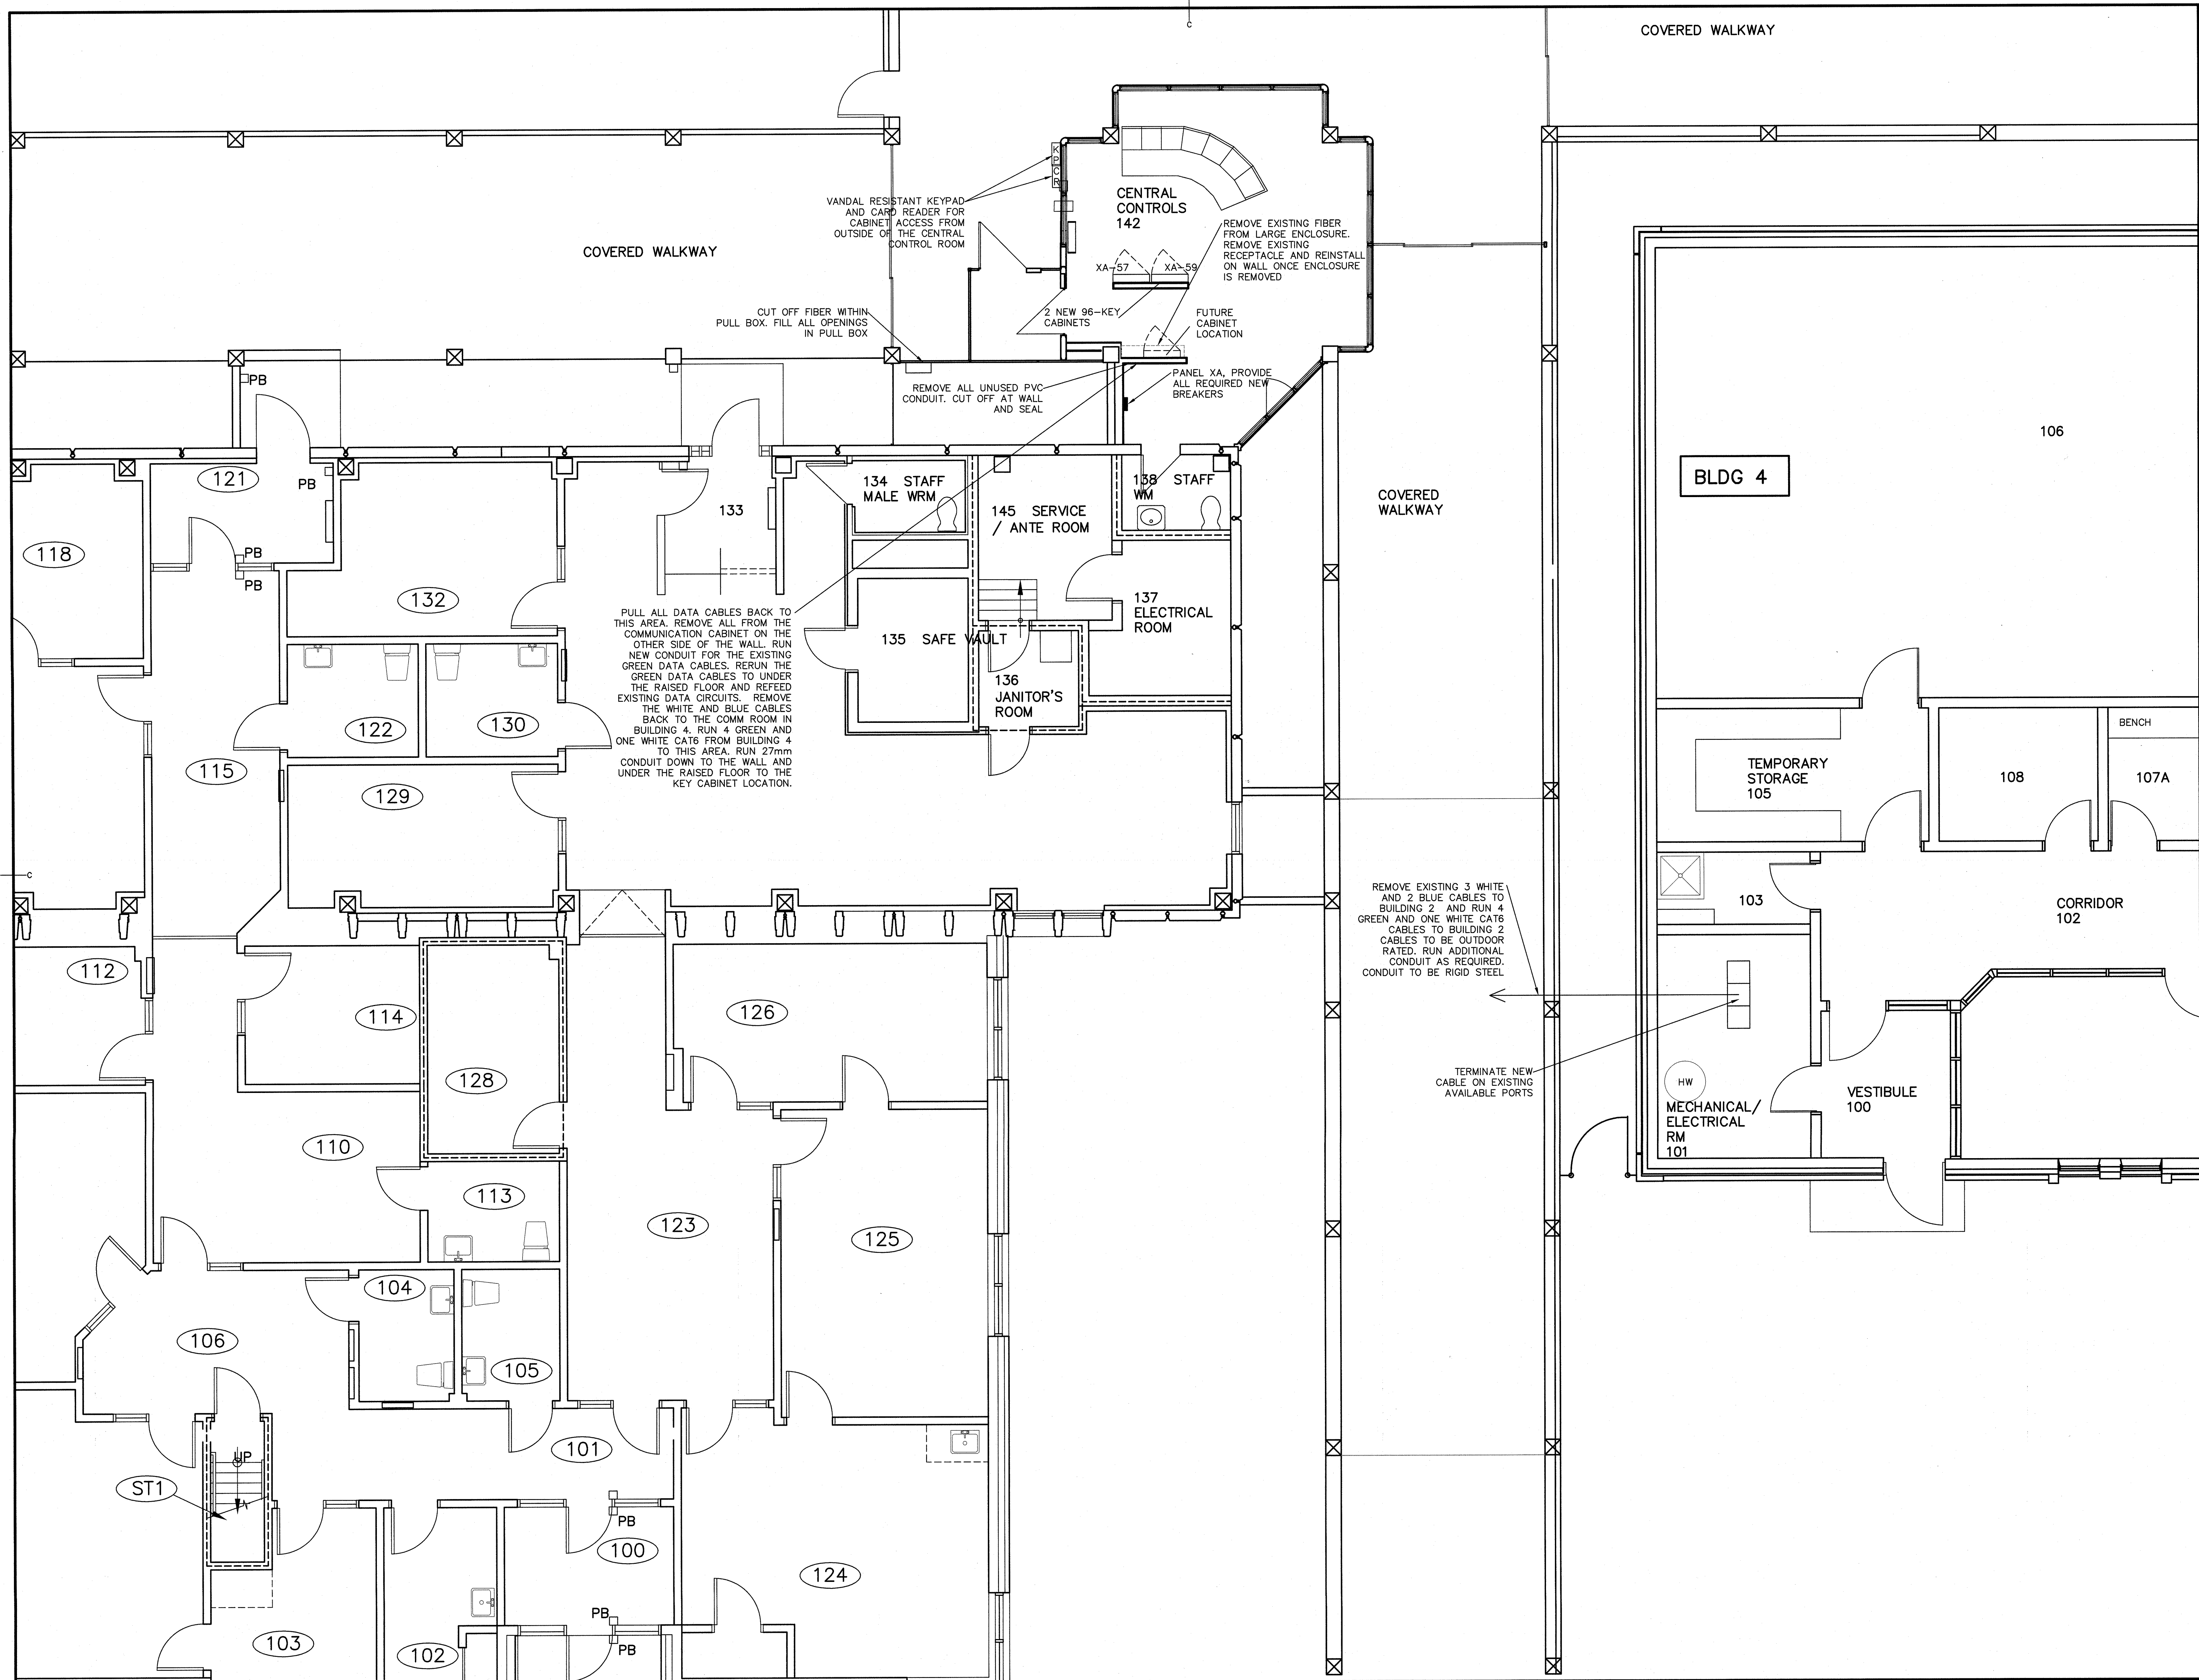 C
COVERED WALKWAY
K
P
C
R
VANDAL RESISTANT KEYPAD
AND CARD READER FOR
CABINET ACCESS FROM
OUTSIDE OF THE CENTRAL
CONTROL ROOM
CENTRAL
CONTROLS
142
REMOVE EXISTING FIBER
FROM LARGE ENCLOSURE.
REMOVE EXISTING
RECEPTACLE AND REINSTALL
ON WALL ONCE ENCLOSURE
IS REMOVED
COVERED WALKWAY
XA-57
XA-59
CUT OFF FIBER WITHIN
PULL BOX. FILL ALL OPENINGS
IN PULL BOX
2 NEW 96-KEY
CABINETS
FUTURE
CABINET
LOCATION
PB
REMOVE ALL UNUSED PVC
CONDUIT. CUT OFF AT WALL
AND SEAL
PANEL XA, PROVIDE
ALL REQUIRED NEW
BREAKERS
106
BLDG 4
121
PB
133
134 STAFF
MALE WRM
138 STAFF
WM
145 SERVICE
/ ANTE ROOM
COVERED
WALKWAY
118
PB
PB
132
137
ELECTRICAL
ROOM
PULL ALL DATA CABLES BACK TO
THIS AREA. REMOVE ALL FROM THE
COMMUNICATION CABINET ON THE
OTHER SIDE OF THE WALL. RUN
NEW CONDUIT FOR THE EXISTING
GREEN DATA CABLES. RERUN THE
GREEN DATA CABLES TO UNDER
THE RAISED FLOOR AND REFEED
EXISTING DATA CIRCUITS. REMOVE
THE WHITE AND BLUE CABLES
BACK TO THE COMM ROOM IN
BUILDING 4. RUN 4 GREEN AND
ONE WHITE CAT6 FROM BUILDING 4
TO THIS AREA. RUN 27mm
CONDUIT DOWN TO THE WALL AND
UNDER THE RAISED FLOOR TO THE
KEY CABINET LOCATION.
135 SAFE VAULT
136
JANITOR'S
ROOM
122
130
115
129
TEMPORARY
STORAGE
105
108
BENCH
107A
C
REMOVE EXISTING 3 WHITE
AND 2 BLUE CABLES TO
BUILDING 2 AND RUN 4
GREEN AND ONE WHITE CAT6
CABLES TO BUILDING 2
CABLES TO BE OUTDOOR
RATED. RUN ADDITIONAL
CONDUIT AS REQUIRED.
CONDUIT TO BE RIGID STEEL
103
CORRIDOR
102
112
114
126
128
TERMINATE NEW
CABLE ON EXISTING
AVAILABLE PORTS
HW
MECHANICAL/
ELECTRICAL
RM
101
VESTIBULE
100
110
113
123
125
104
106
105
101
UP
ST1
PB
100
124
PB
PB
103
102